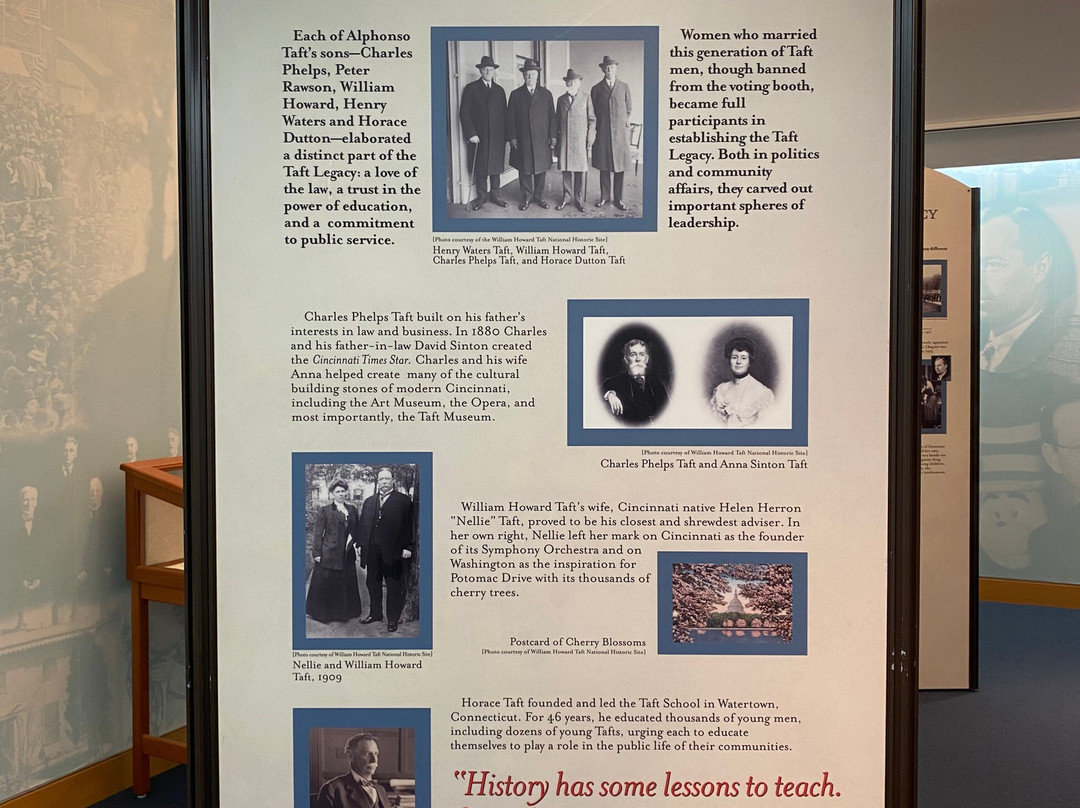 Each of Alphonso
Taft's sons—Charles
Phelps, Peter
Rawson, William
Howard, Henry
Waters and Horace
Dutton—elaborated
a distinct part of the
Taft Legacy: a love of
the law, a trust in the
power of education,
and a commitment
to public service.
[Photo courtesy of the William Howard Taft National Historic Site]
Henry Waters Taft, William Howard Taft,
Charles Phelps Taft, and Horace Dutton Taft
Women who married
this generation of Taft
men, though banned
from the voting booth,
became full
participants in
establishing the Taft
Legacy. Both in politics
and community
affairs, they carved out
important spheres of
leadership.
Charles Phelps Taft built on his father's
interests in law and business. In 1880 Charles
and his father-in-law David Sinton created
the Cincinnati Times Star. Charles and his wife
Anna helped create many of the cultural
building stones of modern Cincinnati,
including the Art Museum, the Opera, and
most importantly, the Taft Museum.
[Photo courtesy of William Howard Taft National Historic Site]
Charles Phelps Taft and Anna Sinton Taft
[Photo courtesy of William Howard Taft National Historic Site]
Nellie and William Howard
Taft, 1909
William Howard Taft's wife, Cincinnati native Helen Herron
"Nellie" Taft, proved to be his closest and shrewdest adviser. In
her own right, Nellie left her mark on Cincinnati as the founder
of its Symphony Orchestra and on
Washington as the inspiration for
Potomac Drive with its thousands of
cherry trees.
Postcard of Cherry Blossoms
[Photo courtesy of William Howard Taft National Historic Site]
Horace Taft founded and led the Taft School in Watertown,
Connecticut. For 46 years, he educated thousands of young men,
including dozens of young Tafts, urging each to educate
themselves to play a role in the public life of their communities.
"History has some lessons to teach.
CY